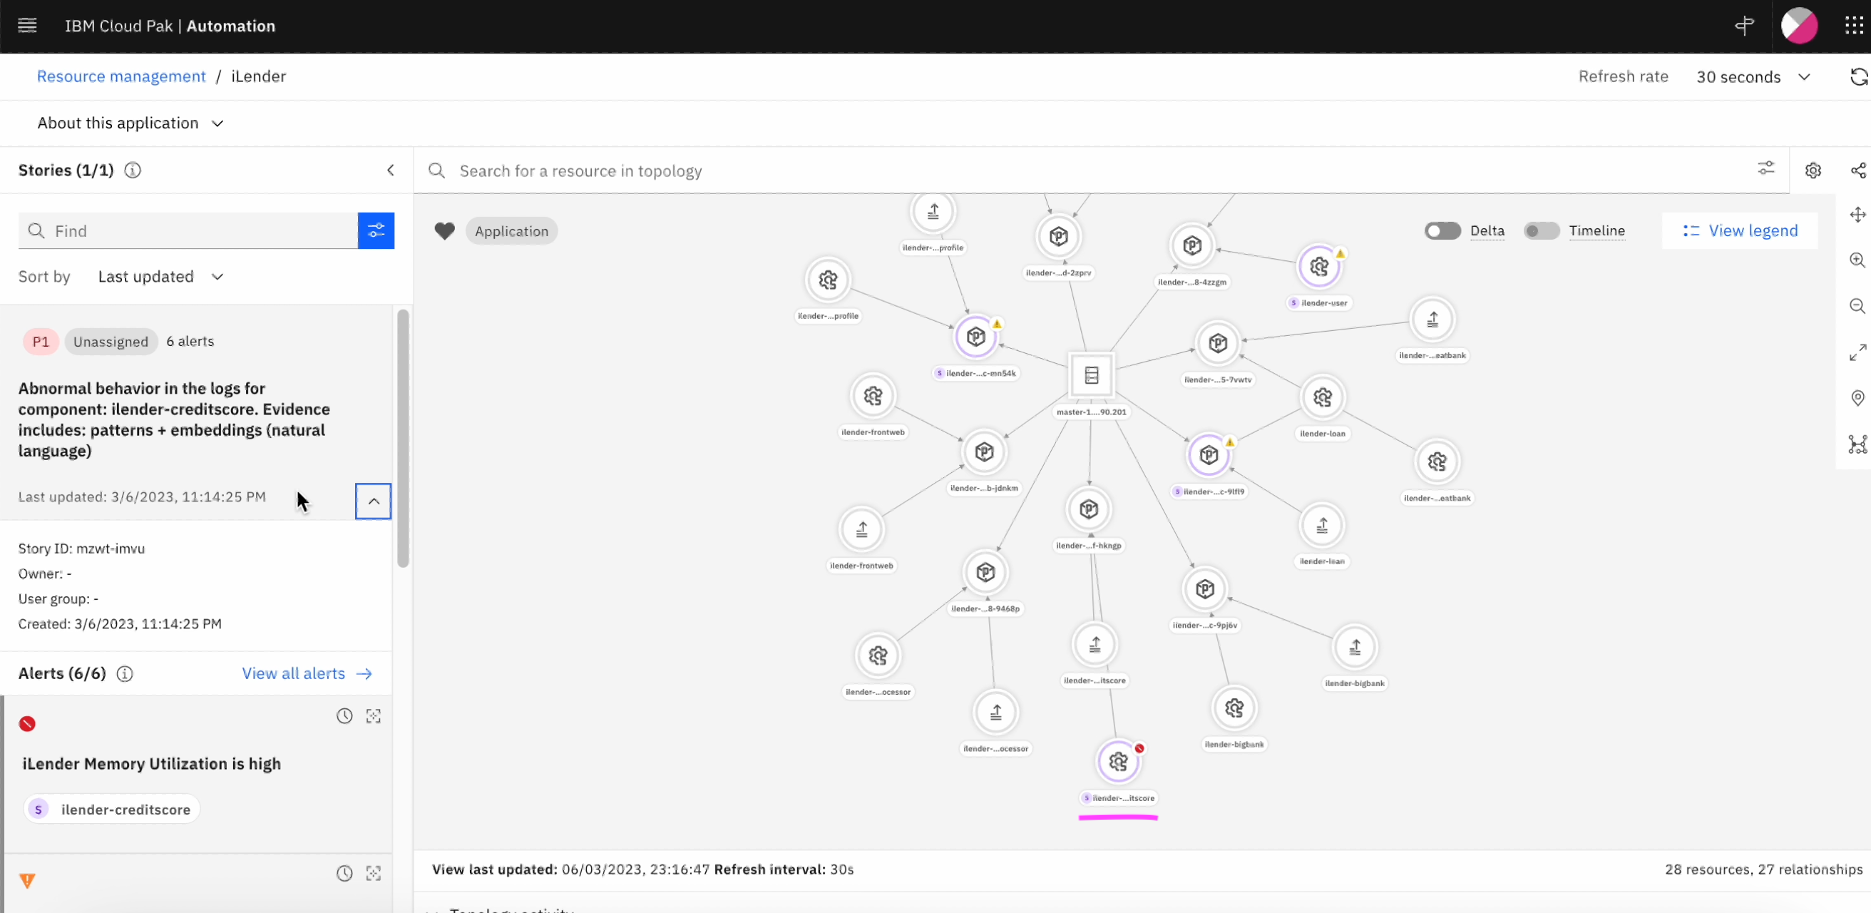 IBM Cloud Pak | Automation
Resource management / iLender
Refresh rate 30 seconds
About this application
Stories (1/1)
Search for a resource in topology
Find
Sort by Last updated
P1 Unassigned 6 alerts
Abnormal behavior in the logs for
component: ilender-creditscore. Evidence
includes: patterns + embeddings (natural
language)
Last updated: 3/6/2023, 11:14:25 PM
Story ID: mzwt-imvu
Owner: -
User group: -
Created: 3/6/2023, 11:14:25 PM
Alerts (6/6) View all alerts
iLender Memory Utilization is high
S ilender-creditscore
Application
Delta
Timeline
View legend
ilender-...profile
ilender-...d-2zprv
ilender-...8-4zzgm
S ilender-user
ilender-...profile
S ilender-...c-mn54k
ilender-...5-7vwtv
ilender-...eatbank
master-1....90.201
ilender-frontweb
ilender-loan
ilender-...b-jdnkm
S ilender-...c-9lfl9
ilender-...eatbank
ilender-...f-hkngp
ilender-frontweb
ilender-loan
ilender-...8-9468p
ilender-...c-9pj6v
ilender-...itscore
ilender-bigbank
ilender-...ocessor
ilender-...ocessor
ilender-bigbank
S ilender-...itscore
View last updated: 06/03/2023, 23:16:47 Refresh interval: 30s
28 resources, 27 relationships
Topology activity